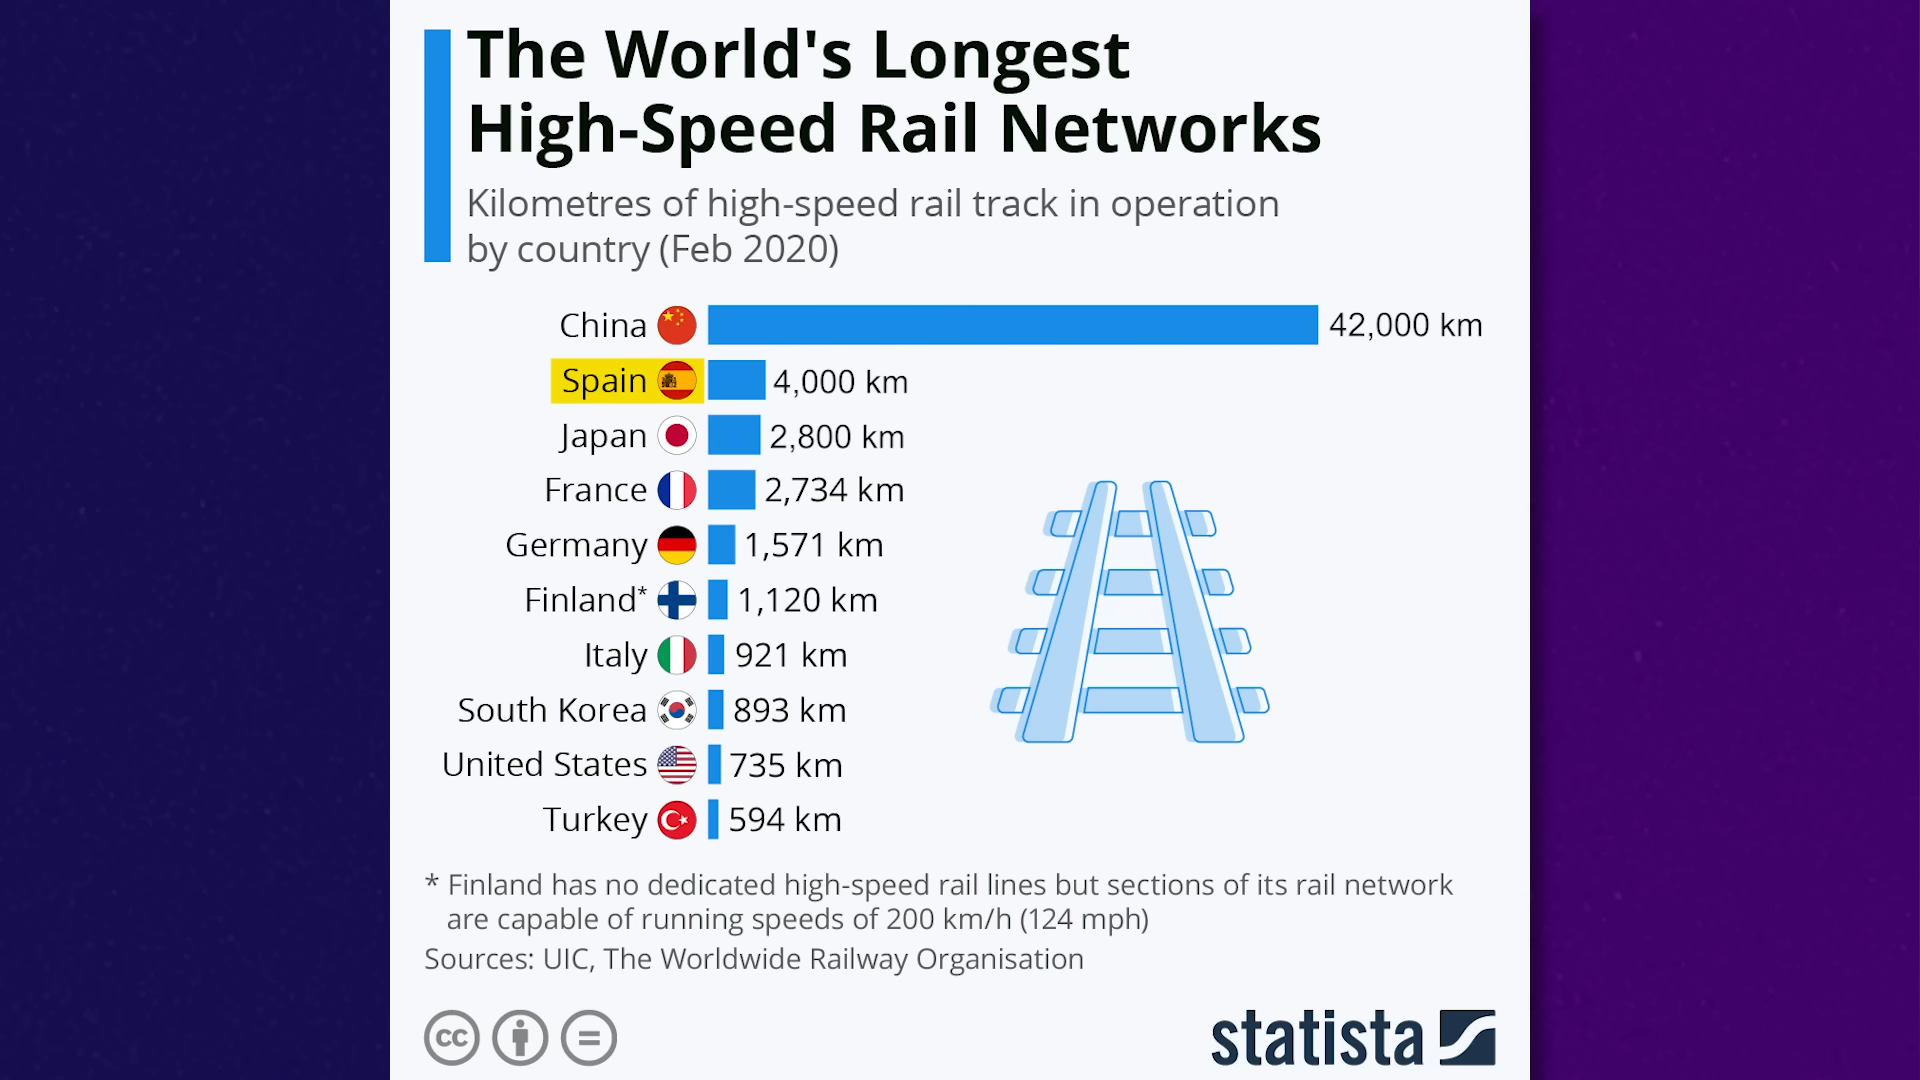 The World's Longest
High-Speed Rail Networks
Kilometres of high-speed rail track in operation
by country (Feb 2020)
China 42,000 km
Spain 4,000 km
Japan 2,800 km
France 2,734 km
Germany 1,571 km
Finland* 1,120 km
Italy 921 km
South Korea 893 km
United States 735 km
Turkey 594 km
* Finland has no dedicated high-speed rail lines but sections of its rail network
are capable of running speeds of 200 km/h (124 mph)
Sources: UIC, The Worldwide Railway Organisation
cc
statista